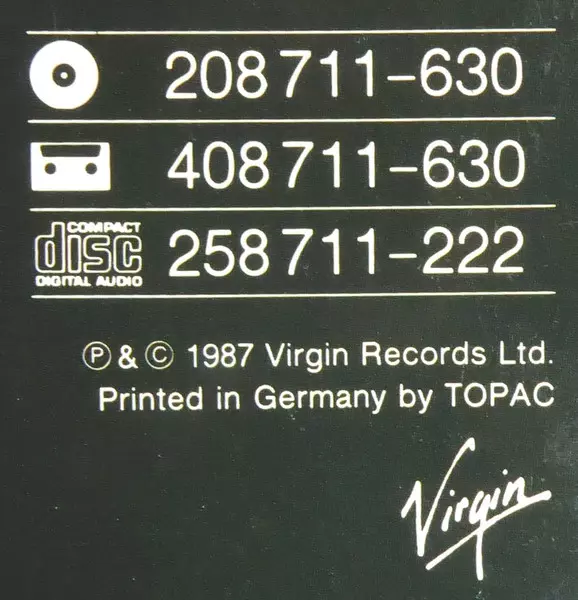 208 711-630
408 711-630
COMPACT
disc
DIGITAL AUDIO
258 711-222
Ⓟ & © 1987 Virgin Records Ltd.
Printed in Germany by TOPAC
Virgin